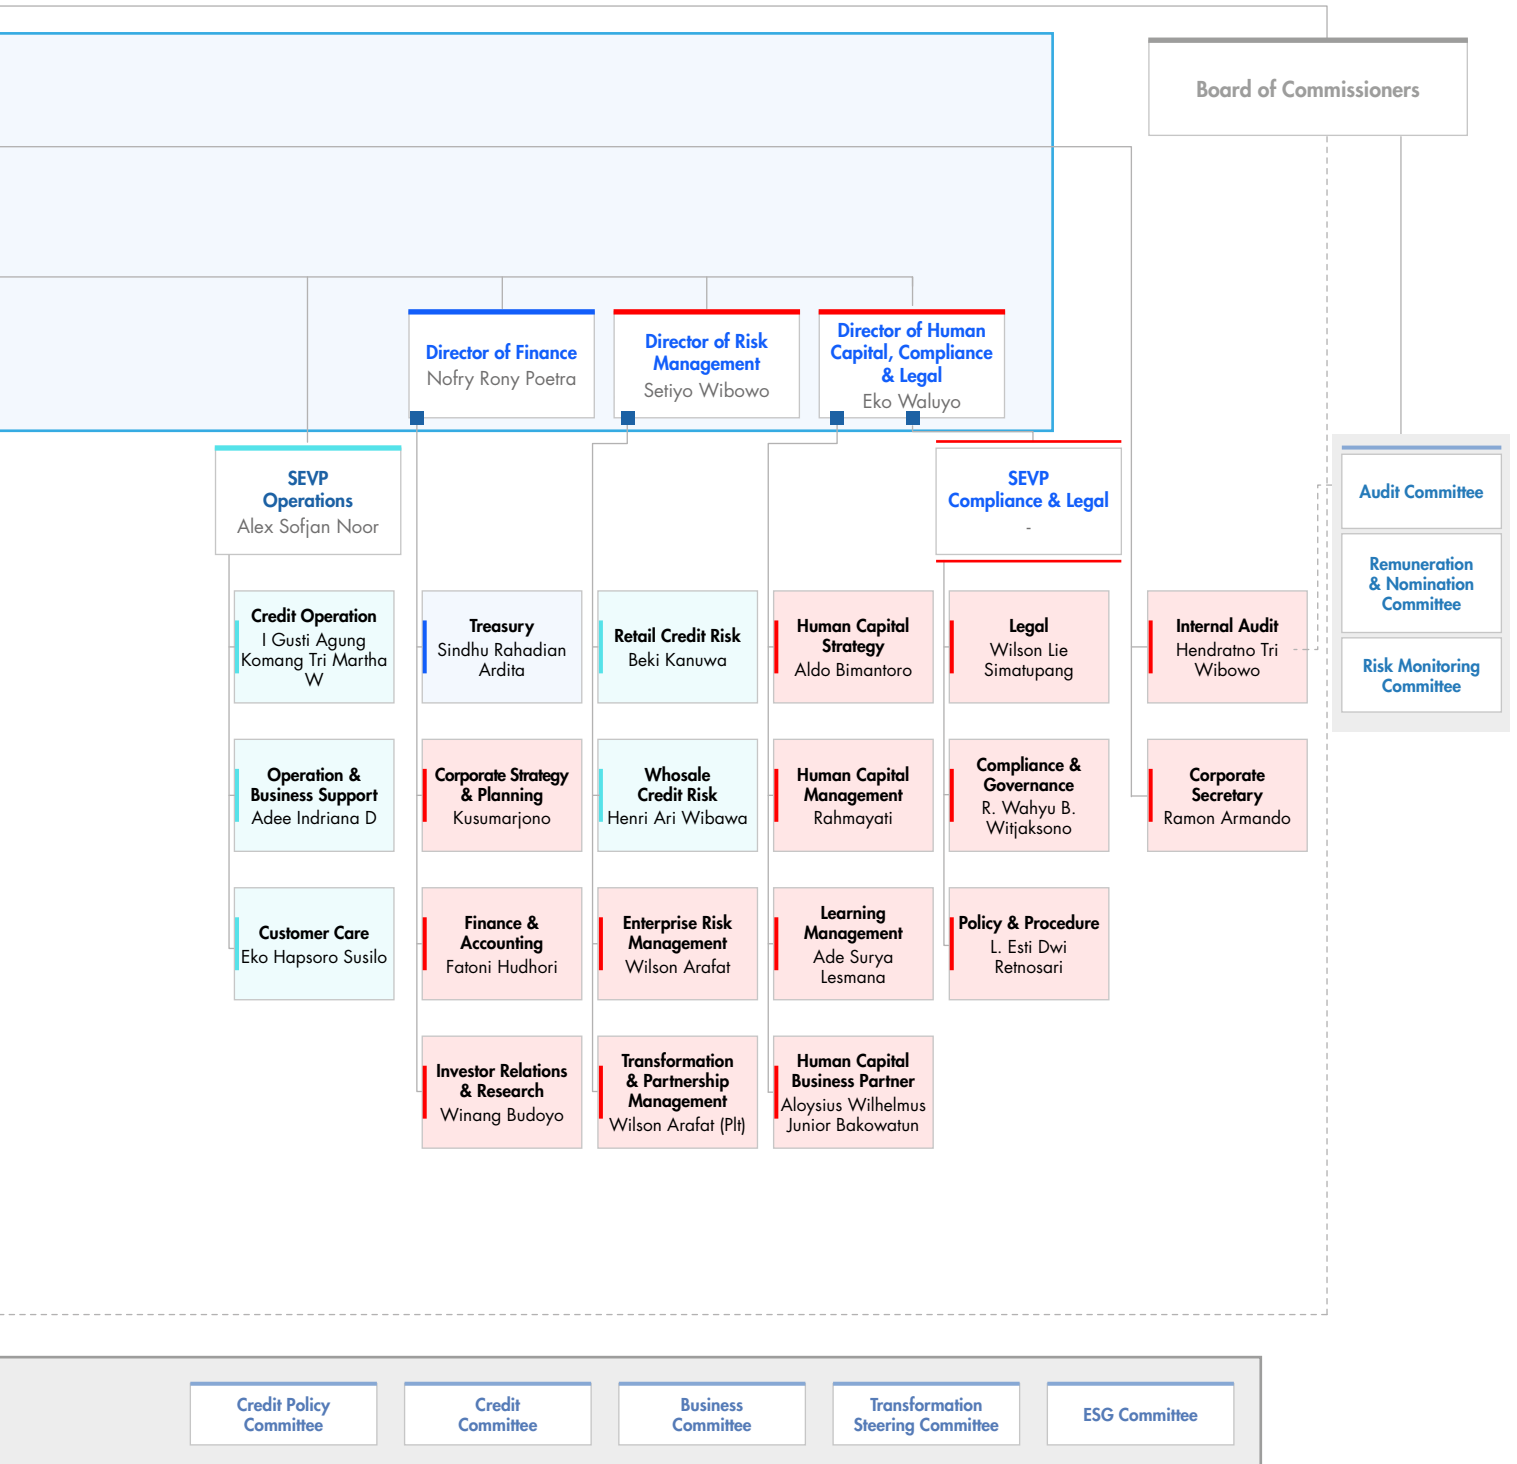 Board of Commissioners
Director of Finance
Nofry Rony Poetra
Director of Risk
Management
Setiyo Wibowo
Director of Human
Capital, Compliance
& Legal
Eko Waluyo
SEVP
Operations
Alex Sofjan Noor
SEVP
Compliance & Legal
-
Audit Committee
Remuneration
& Nomination
Committee
Risk Monitoring
Committee
Credit Operation
I Gusti Agung
Komang Tri Martha
W
Treasury
Sindhu Rahadian
Ardita
Retail Credit Risk
Beki Kanuwa
Human Capital
Strategy
Aldo Bimantoro
Legal
Wilson Lie
Simatupang
Internal Audit
Hendratno Tri
Wibowo
Operation &
Business Support
Adee Indriana D
Corporate Strategy
& Planning
Kusumarjono
Whosale
Credit Risk
Henri Ari Wibawa
Human Capital
Management
Rahmayati
Compliance &
Governance
R. Wahyu B.
Witjaksono
Corporate
Secretary
Ramon Armando
Customer Care
Eko Hapsoro Susilo
Finance &
Accounting
Fatoni Hudhori
Enterprise Risk
Management
Wilson Arafat
Learning
Management
Ade Surya
Lesmana
Policy & Procedure
L. Esti Dwi
Retnosari
Investor Relations
& Research
Winang Budoyo
Transformation
& Partnership
Management
Wilson Arafat (Plt)
Human Capital
Business Partner
Aloysius Wilhelmus
Junior Bakowatun
Credit Policy
Committee
Credit
Committee
Business
Committee
Transformation
Steering Committee
ESG Committee